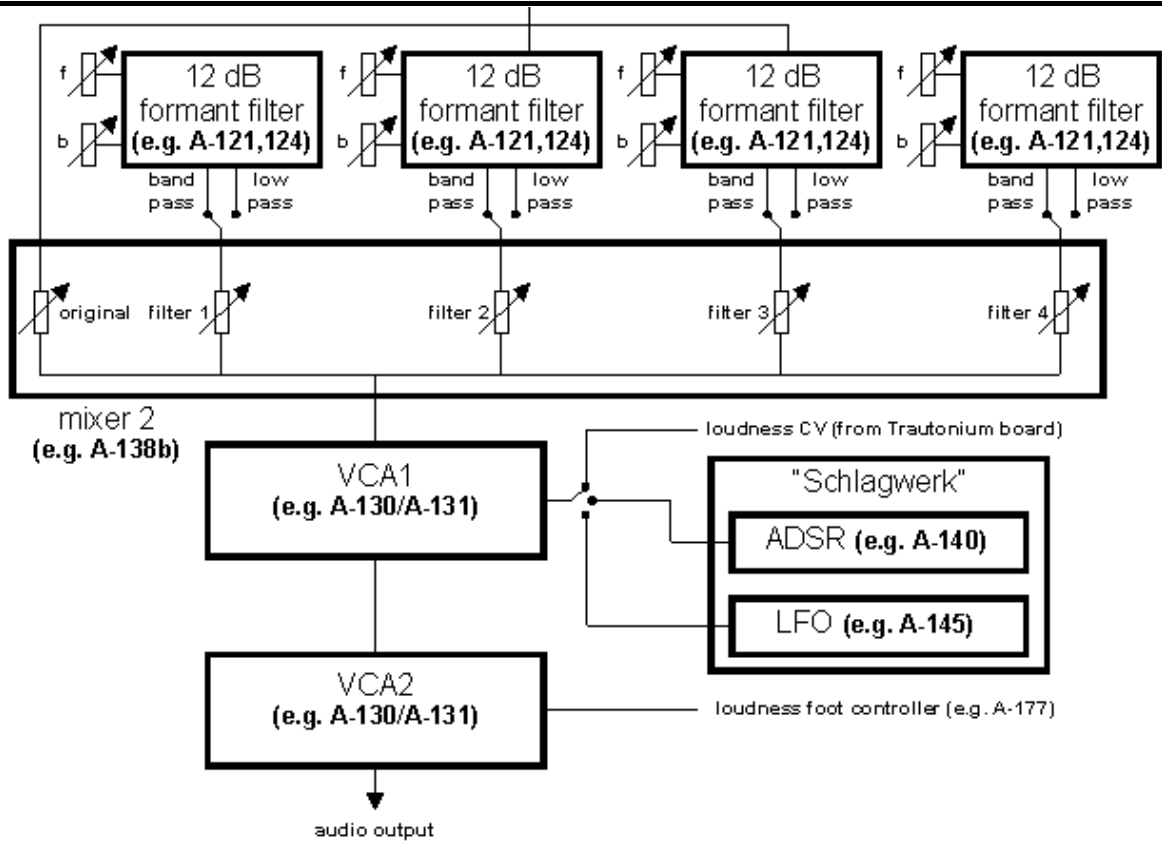 f
12 dB
formant filter
(e.g. A-121,124)
b
band pass
low pass
f
12 dB
formant filter
(e.g. A-121,124)
b
band pass
low pass
f
12 dB
formant filter
(e.g. A-121,124)
b
band pass
low pass
f
12 dB
formant filter
(e.g. A-121,124)
b
band pass
low pass
original
filter 1
filter 2
filter 3
filter 4
mixer 2
(e.g. A-138b)
VCA1
(e.g. A-130/A-131)
loudness CV (from Trautonium board)
"Schlagwerk"
ADSR (e.g. A-140)
LFO (e.g. A-145)
VCA2
(e.g. A-130/A-131)
loudness foot controller (e.g. A-177)
audio output